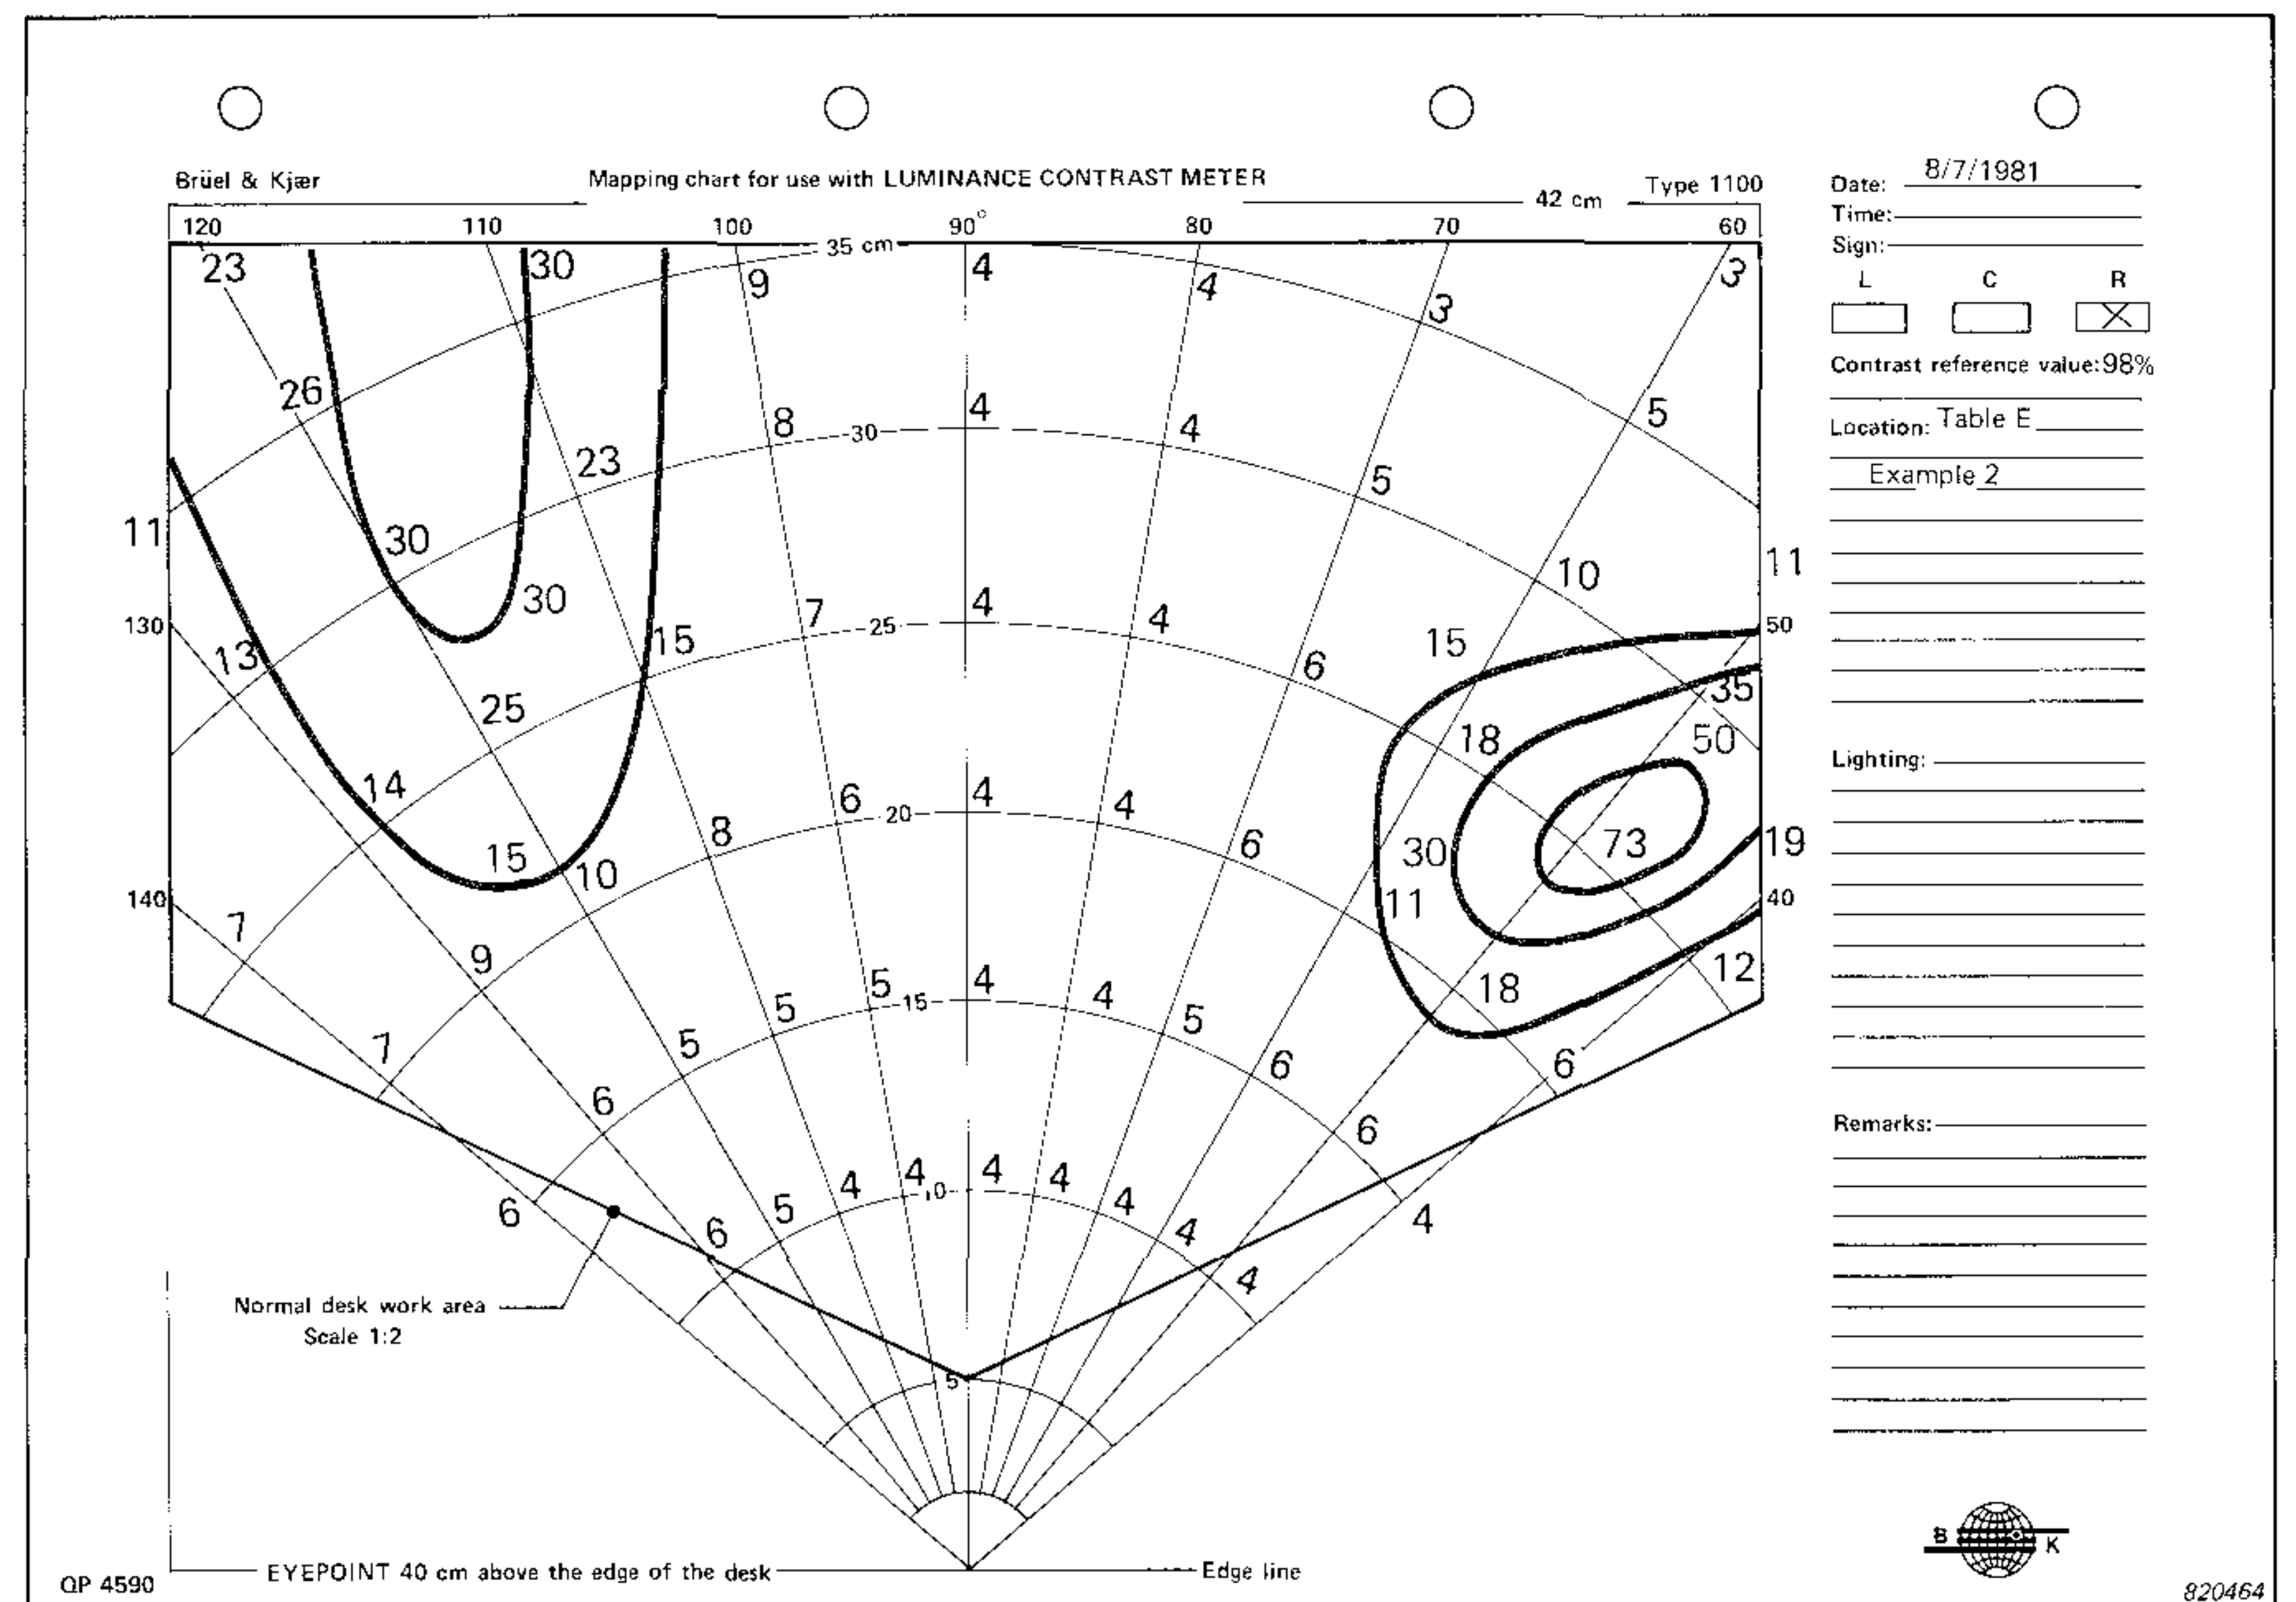 Brüel & Kjær
Mapping chart for use with LUMINANCE CONTRAST METER
Type 1100
42 cm
120 110 100 90° 80 70 60
35 cm
23 30 9 4 4 3 3
26 8 30 4 4 5 5
11 23 30 5 10 11
130 13 30 15 7 25 4 4 6 15 50
25 18 35 50
14 15 10 8 6 20 4 4 6 30 73 19
140 7 9 5 15 4 4 11 18 12 40
7 6 5 5 5 6 6 6
6 6 5 4 4 10 4 4 4 4 4 4
5
Normal desk work area
Scale 1:2
EYEPOINT 40 cm above the edge of the desk
Edge line
QP 4590
Date: 8/7/1981
Time:
Sign:
L C R
Contrast reference value: 98%
Location: Table E
Example 2
Lighting:
Remarks:
B K
820464